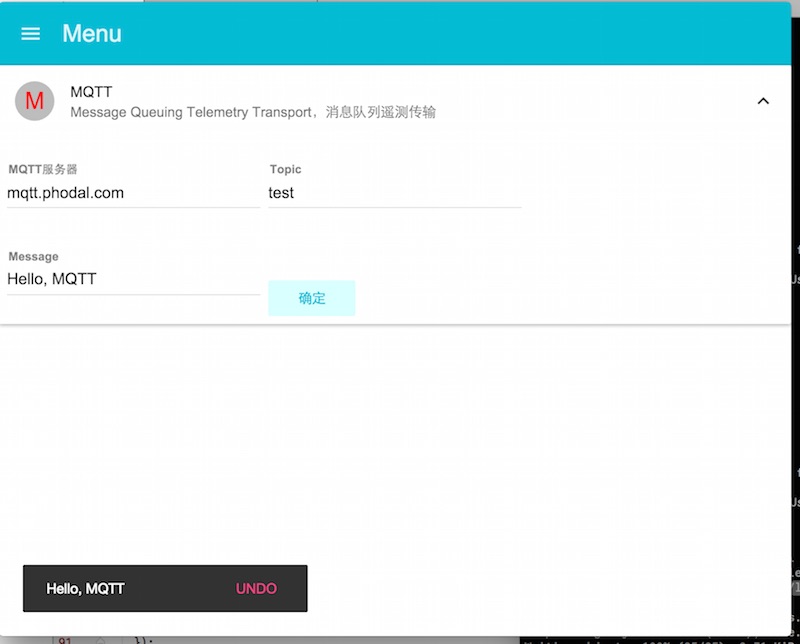 Menu
M
MQTT
Message Queuing Telemetry Transport，消息队列遥测传输
MQTT服务器
Topic
mqtt.phodal.com
test
Message
Hello, MQTT
确定
Hello, MQTT
UNDO
91
});